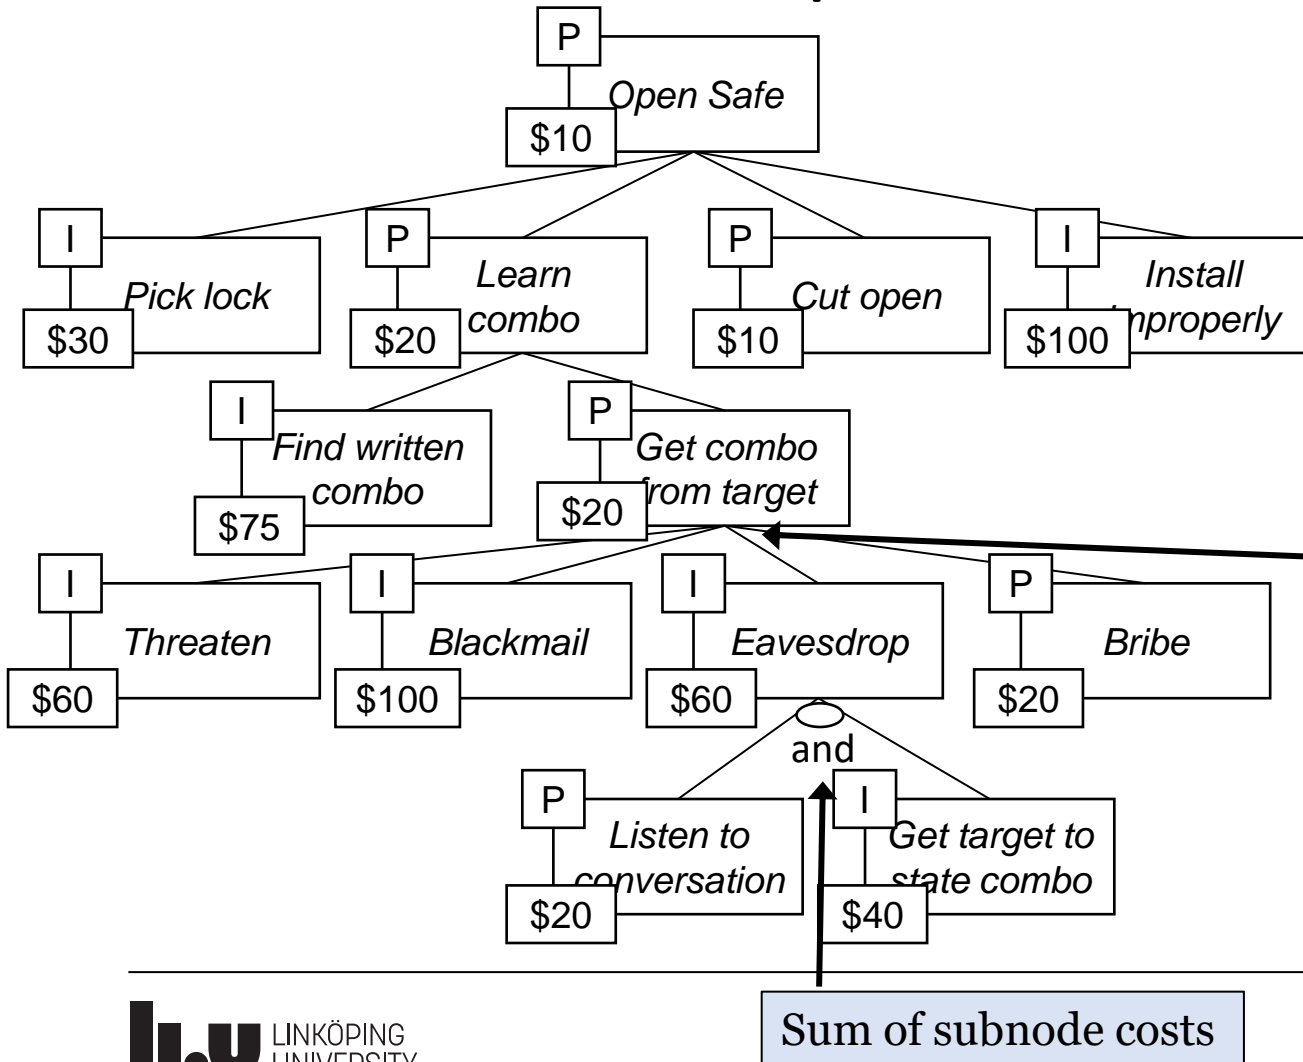 P
Open Safe
$10
I
P
P
I
Pick lock
Learn
combo
Cut open
Install
improperly
$30
$20
$10
$100
I
P
Find written
combo
Get combo
from target
$75
$20
I
I
I
P
Threaten
Blackmail
Eavesdrop
Bribe
$60
$100
$60
$20
and
P
I
Listen to
conversation
Get target to
state combo
$20
$40
Sum of subnode costs
LINKÖPING
UNIVERSITY